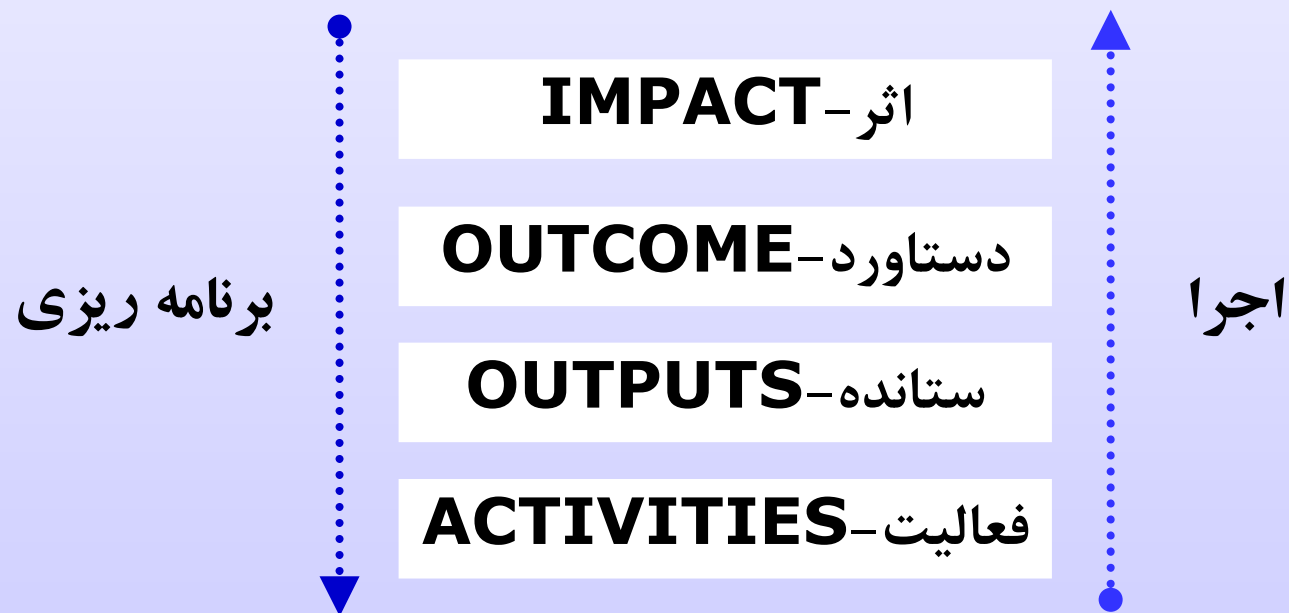 اثر-IMPACT
دستاورد-OUTCOME
برنامه ریزی
اجرا
ستانده-OUTPUTS
فعالیت-ACTIVITIES